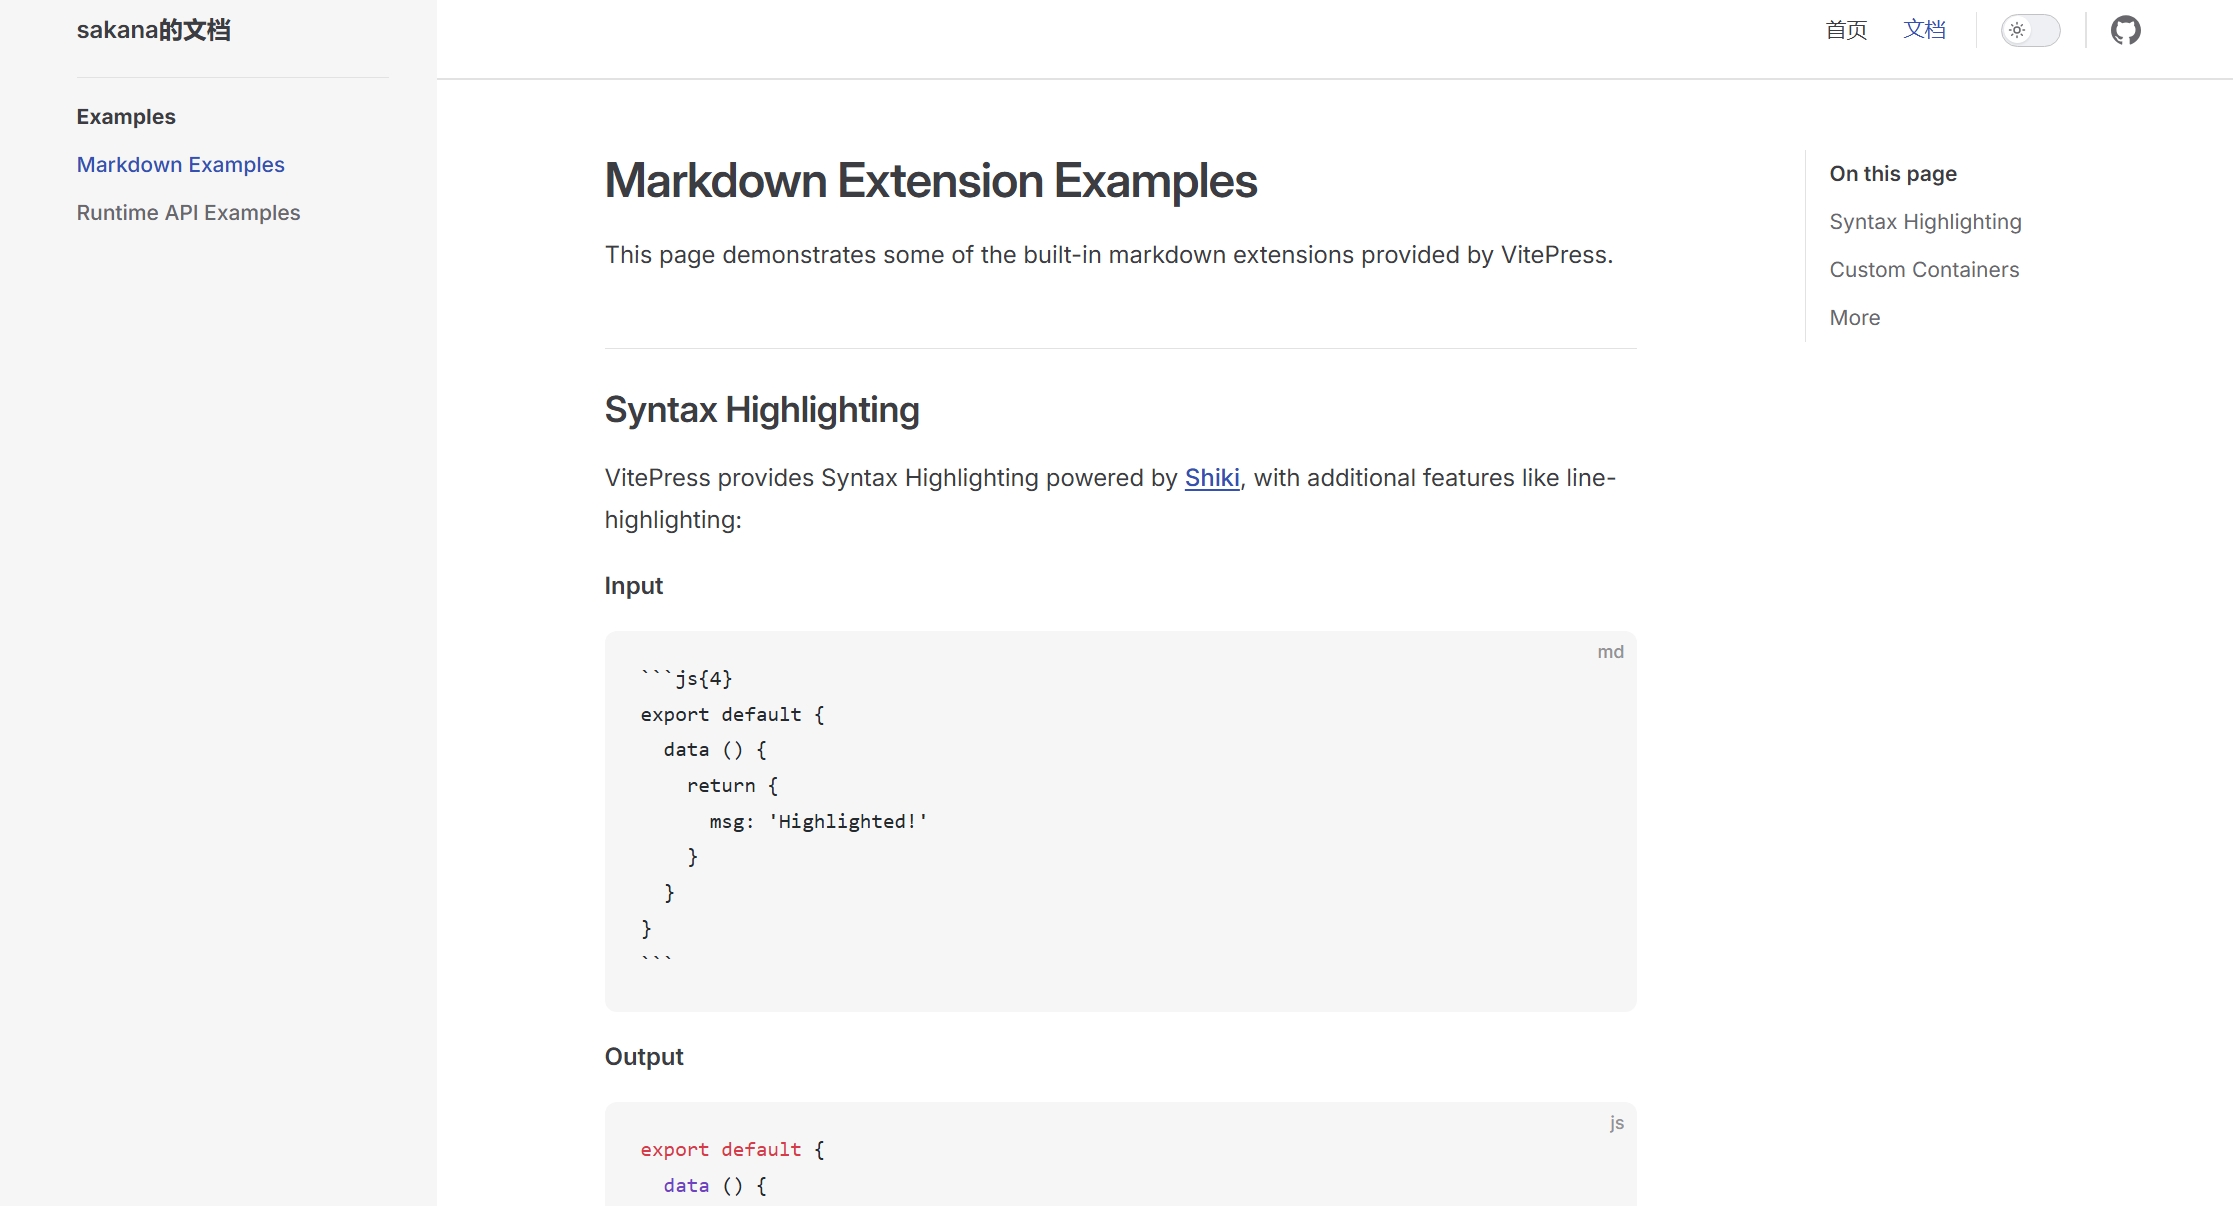 sakana的文档
首页
文档
Examples
Markdown Examples
Runtime API Examples
Markdown Extension Examples
This page demonstrates some of the built-in markdown extensions provided by VitePress.
Syntax Highlighting
VitePress provides Syntax Highlighting powered by Shiki, with additional features like line-
highlighting:
Input
md
```js{4}
export default {
  data () {
    return {
      msg: 'Highlighted!'
    }
  }
}
```
Output
js
export default {
  data () {
On this page
Syntax Highlighting
Custom Containers
More